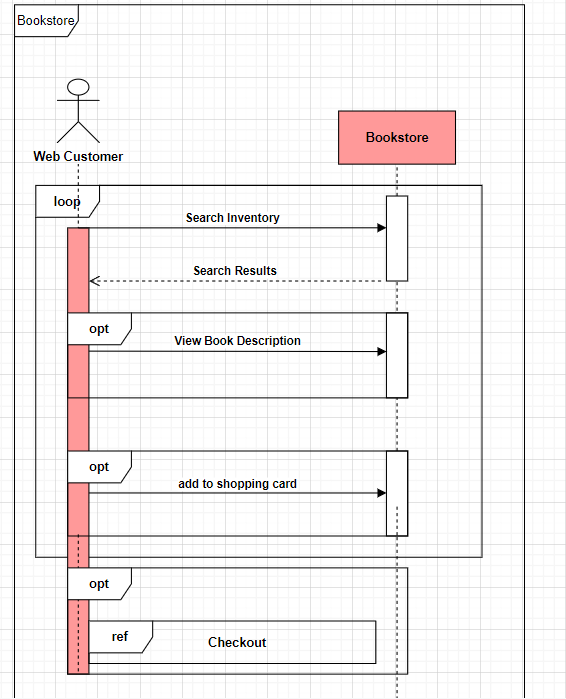 Bookstore
Web Customer
Bookstore
loop
Search Inventory
Search Results
opt
View Book Description
opt
add to shopping card
opt
ref
Checkout